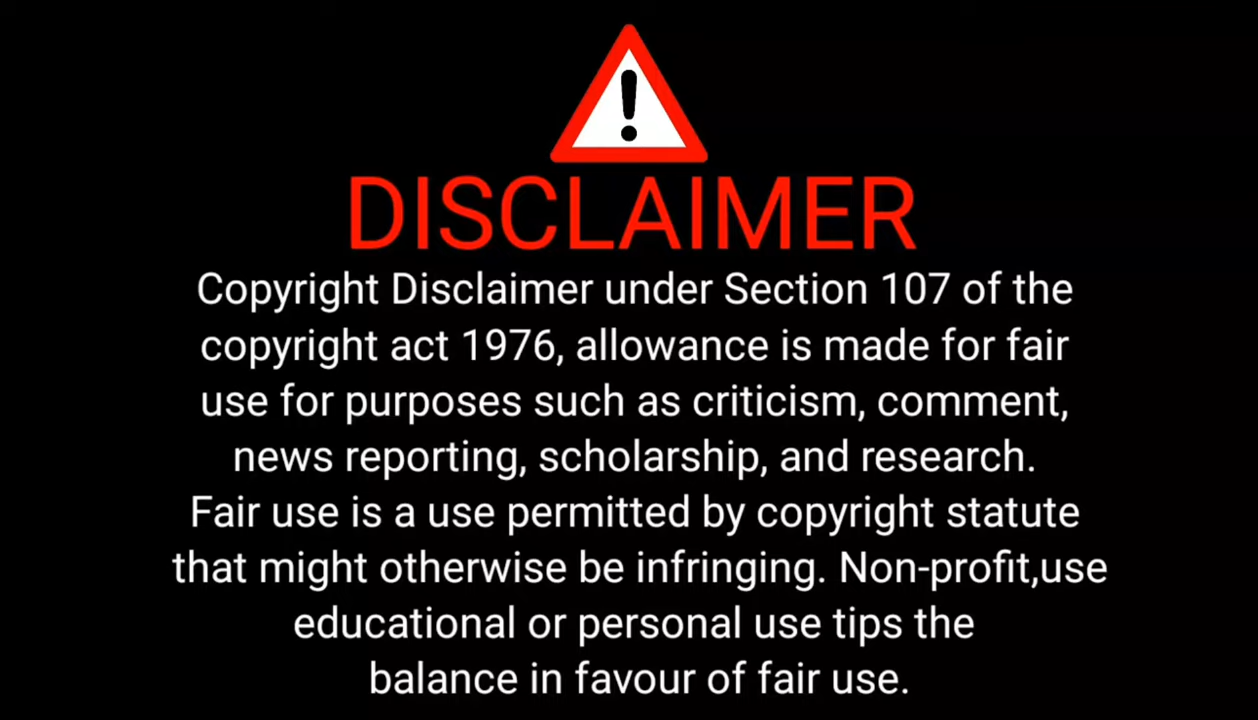 DISCLAIMER
Copyright Disclaimer under Section 107 of the
copyright act 1976, allowance is made for fair
use for purposes such as criticism, comment,
news reporting, scholarship, and research.
Fair use is a use permitted by copyright statute
that might otherwise be infringing. Non-profit,use
educational or personal use tips the
balance in favour of fair use.